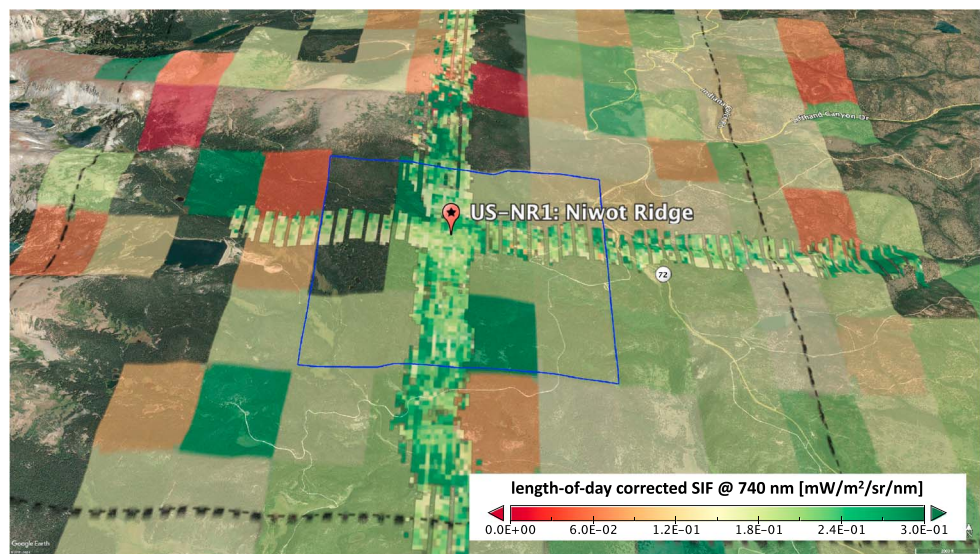 US-NR1: Niwot Ridge
72
length-of-day corrected SIF @ 740 nm [mW/m²/sr/nm]
0.0E+00 6.0E-02 1.2E-01 1.8E-01 2.4E-01 3.0E-01
Google Earth